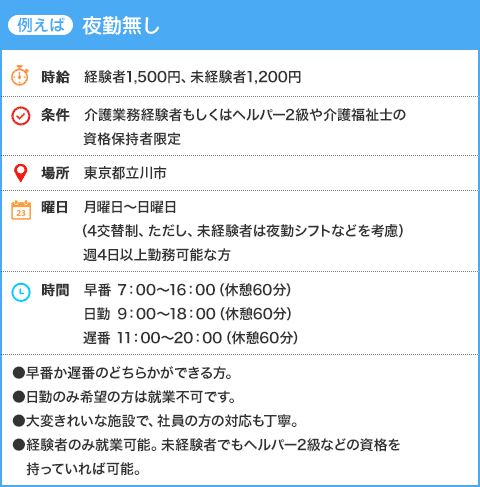 例えば 夜勤無し
時給 経験者1,500円、未経験者1,200円
条件 介護業務経験者もしくはヘルパー2級や介護福祉士の
資格保持者限定
場所 東京都立川市
23 曜日 月曜日〜日曜日
（4交替制、ただし、未経験者は夜勤シフトなどを考慮）
週4日以上勤務可能な方
時間 早番 7：00〜16：00（休憩60分）
日勤 9：00〜18：00（休憩60分）
遅番 11：00〜20：00（休憩60分）
●早番か遅番のどちらかができる方。
●日勤のみ希望の方は就業不可です。
●大変きれいな施設で、社員の方の対応も丁寧。
●経験者のみ就業可能。未経験者でもヘルパー2級などの資格を
持っていれば可能。